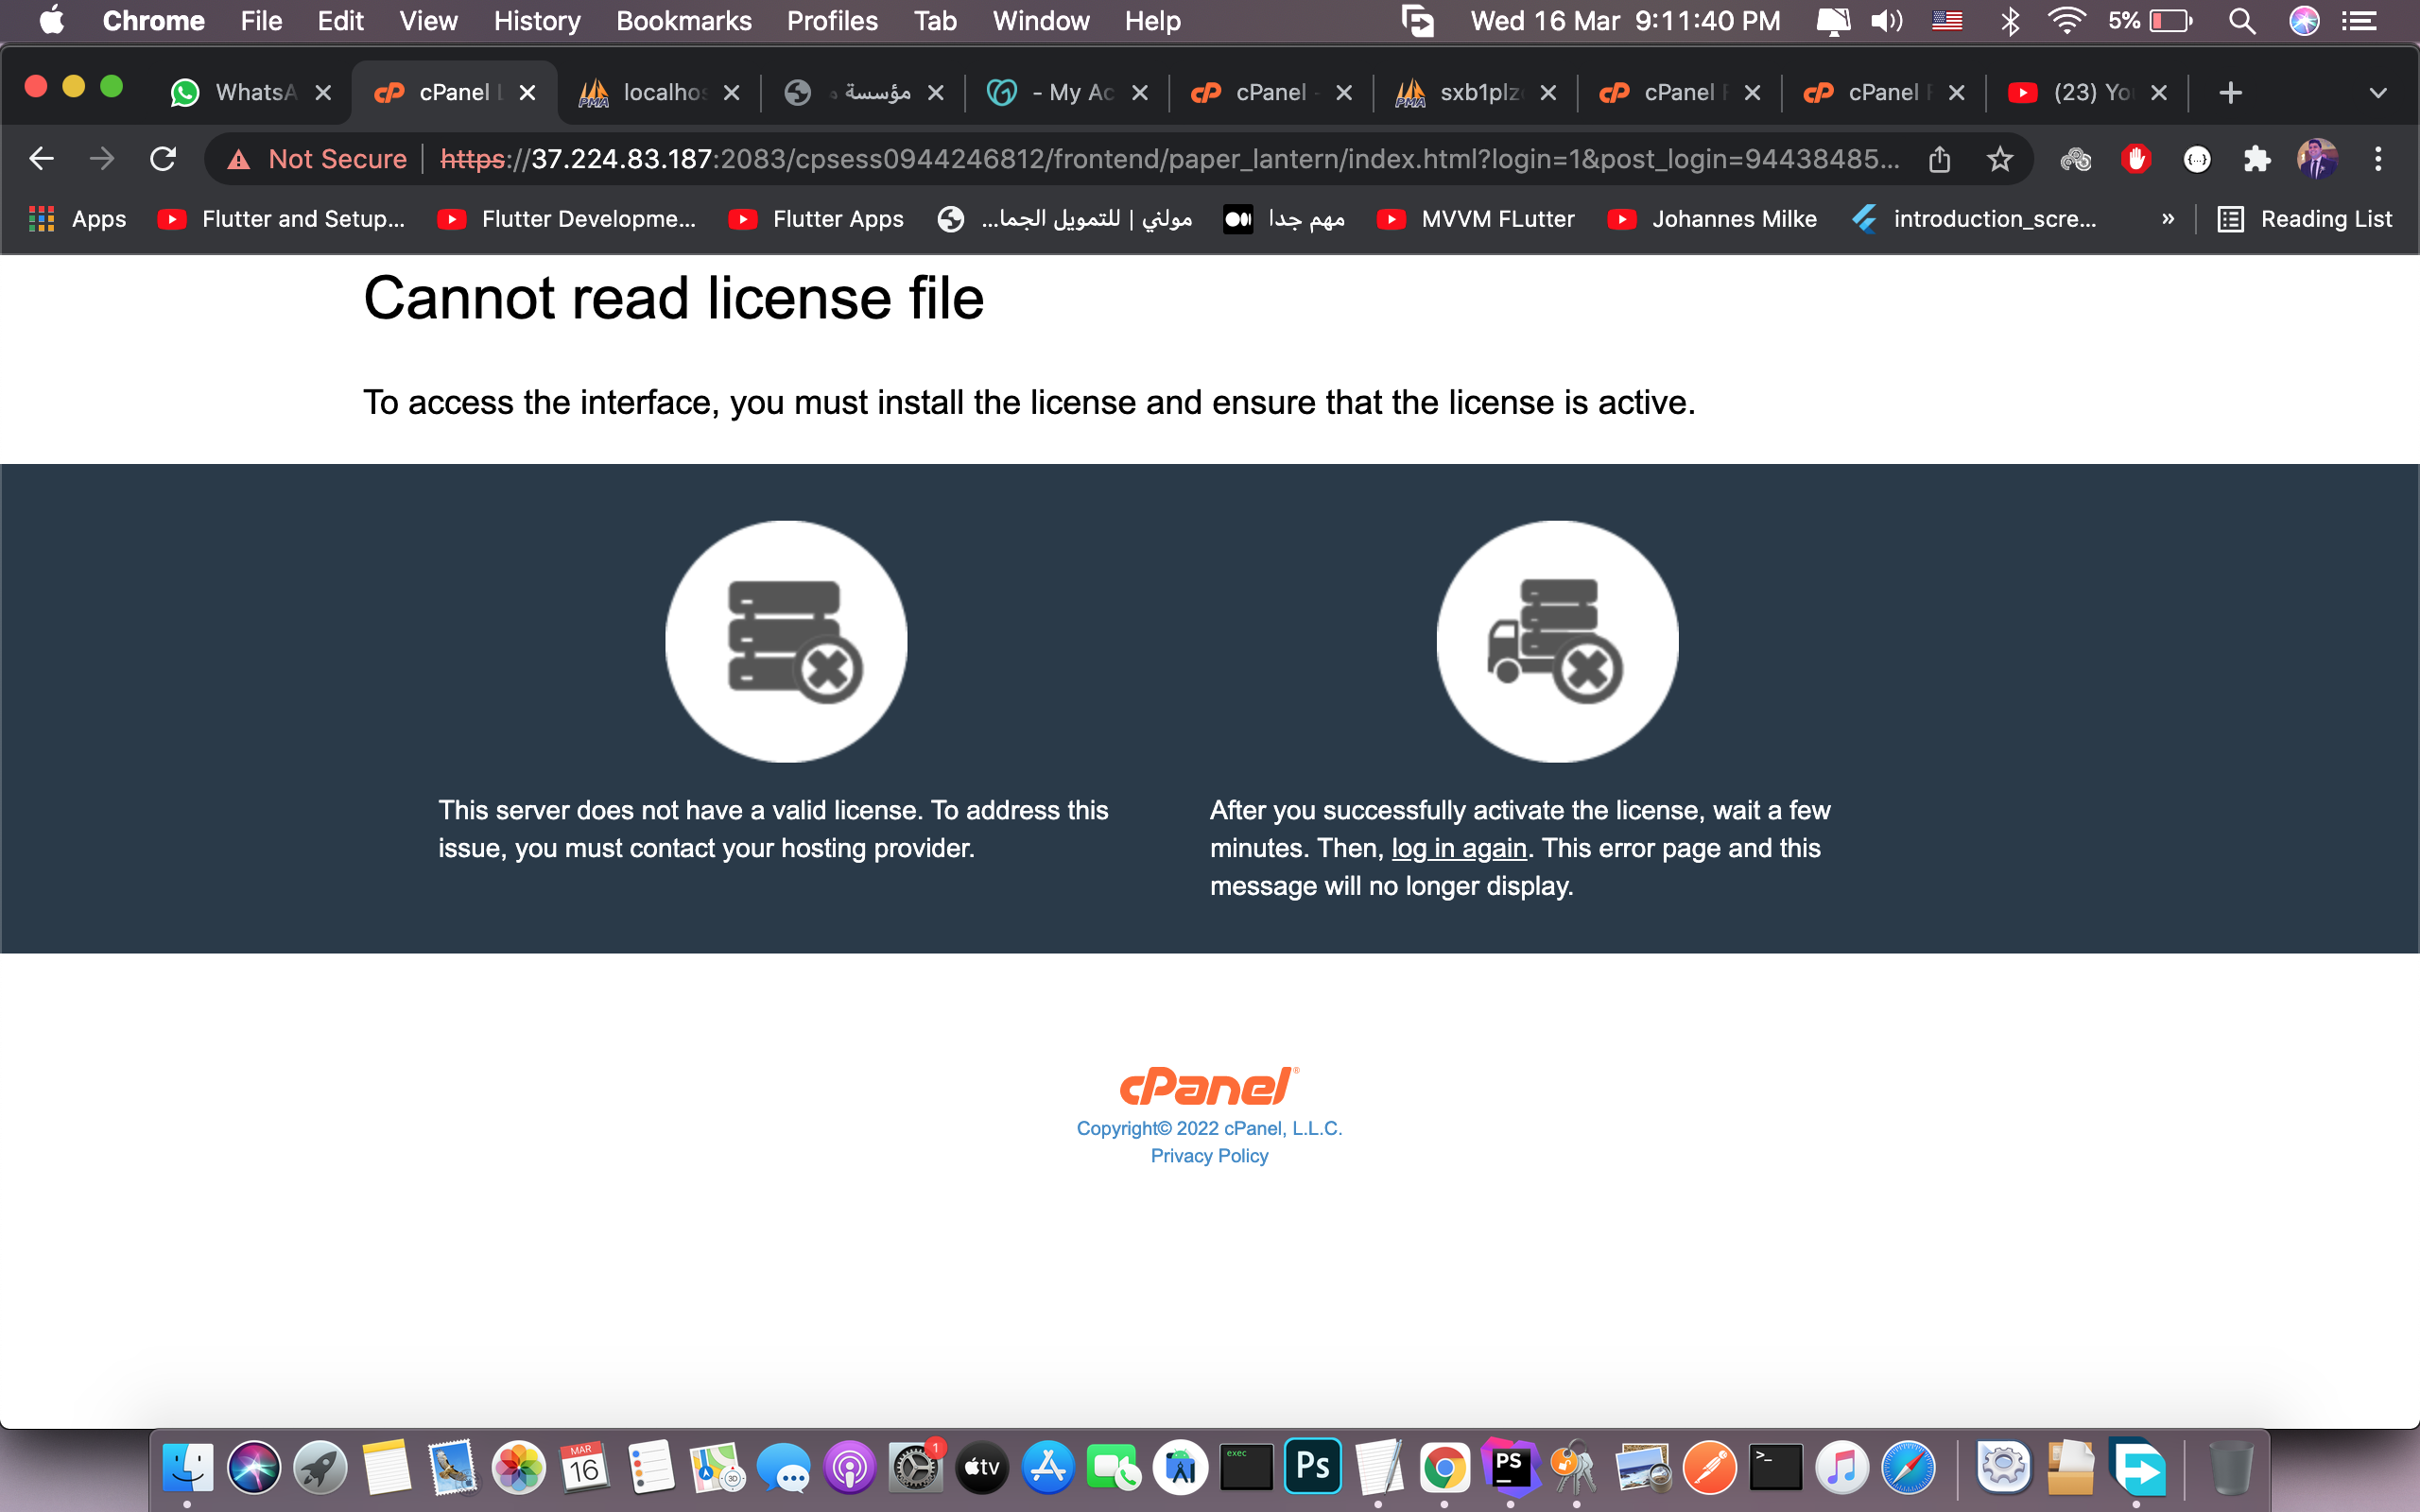 Chrome File Edit View History Bookmarks Profiles Tab Window Help Wed 16 Mar 9:11:40 PM 5%
WhatsA cPanel L localhos مؤسسة - My Ac cPanel - PMA sxb1plz cPanel F cPanel F (23) Yo
Not Secure https://37.224.83.187:2083/cpsess0944246812/frontend/paper_lantern/index.html?login=1&post_login=94438485...
Apps Flutter and Setup... Flutter Developme... Flutter Apps مولني | للتمويل الجما... مهم جدا MVVM FLutter Johannes Milke introduction_scre... » Reading List
Cannot read license file
To access the interface, you must install the license and ensure that the license is active.
This server does not have a valid license. To address this
issue, you must contact your hosting provider.
After you successfully activate the license, wait a few
minutes. Then, log in again. This error page and this
message will no longer display.
cPanel®
Copyright© 2022 cPanel, L.L.C.
Privacy Policy
MAR
16
3D
1
tv
exec
Ps
PS
>_